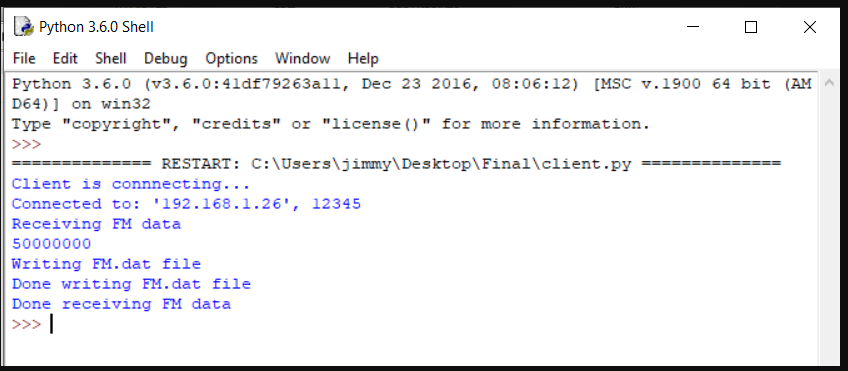 Python 3.6.0 Shell
File Edit Shell Debug Options Window Help
Python 3.6.0 (v3.6.0:41df79263a11, Dec 23 2016, 08:06:12) [MSC v.1900 64 bit (AM
D64)] on win32
Type "copyright", "credits" or "license()" for more information.
>>>
============== RESTART: C:\Users\jimmy\Desktop\Final\client.py ==============
Client is connnecting...
Connected to: '192.168.1.26', 12345
Receiving FM data
50000000
Writing FM.dat file
Done writing FM.dat file
Done receiving FM data
>>>